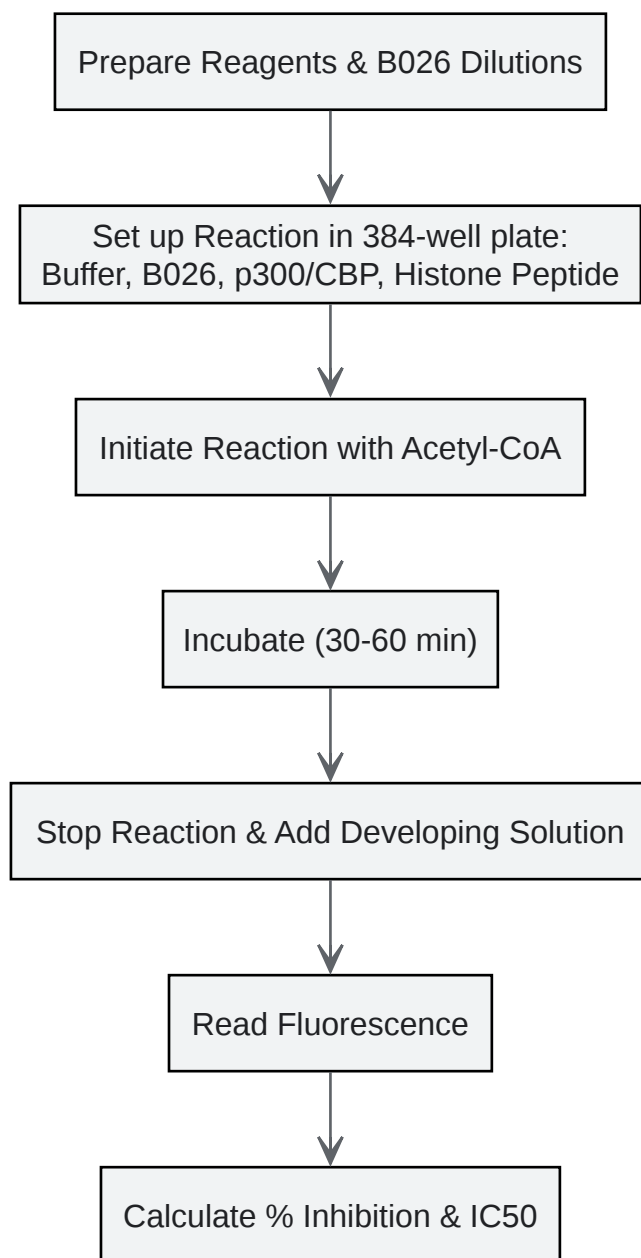 Prepare Reagents & B026 Dilutions
Set up Reaction in 384-well plate:
Buffer, B026, p300/CBP, Histone Peptide
Initiate Reaction with Acetyl-CoA
Incubate (30-60 min)
Stop Reaction & Add Developing Solution
Read Fluorescence
Calculate % Inhibition & IC50